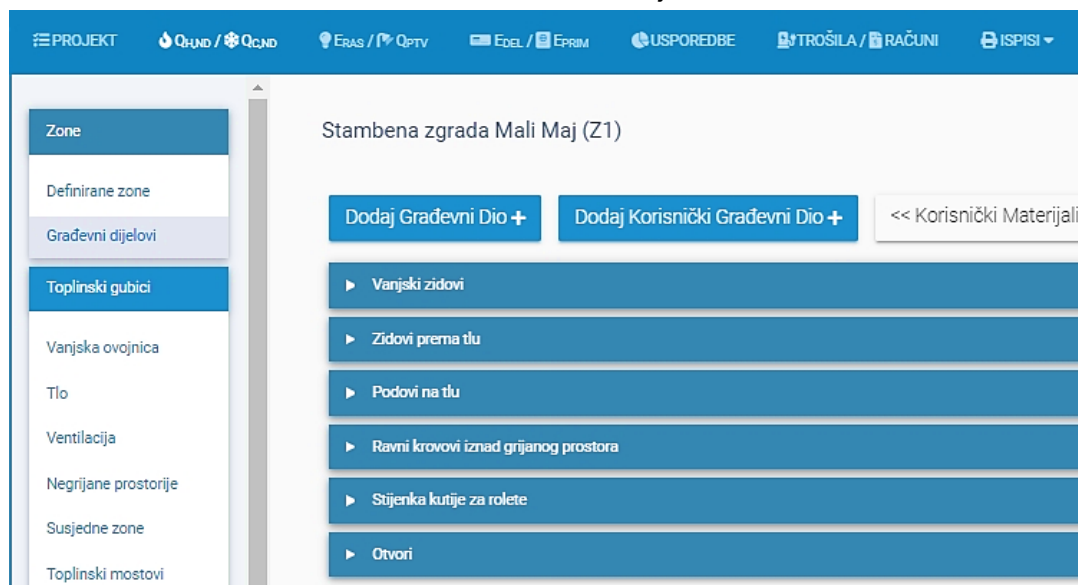 PROJEKT QH,ND / QC,ND ERAS / QPTV EDEL / EPRIM USPOREDBE TROŠILA / RAČUNI ISPISI
Zone
Definirane zone
Građevni dijelovi
Toplinski gubici
Vanjska ovojnica
Tlo
Ventilacija
Negrijane prostorije
Susjedne zone
Toplinski mostovi
Stambena zgrada Mali Maj (Z1)
Dodaj Građevni Dio + Dodaj Korisnički Građevni Dio + << Korisnički Materijali
Vanjski zidovi
Zidovi prema tlu
Podovi na tlu
Ravni krovovi iznad grijanog prostora
Stijenka kutije za rolete
Otvori